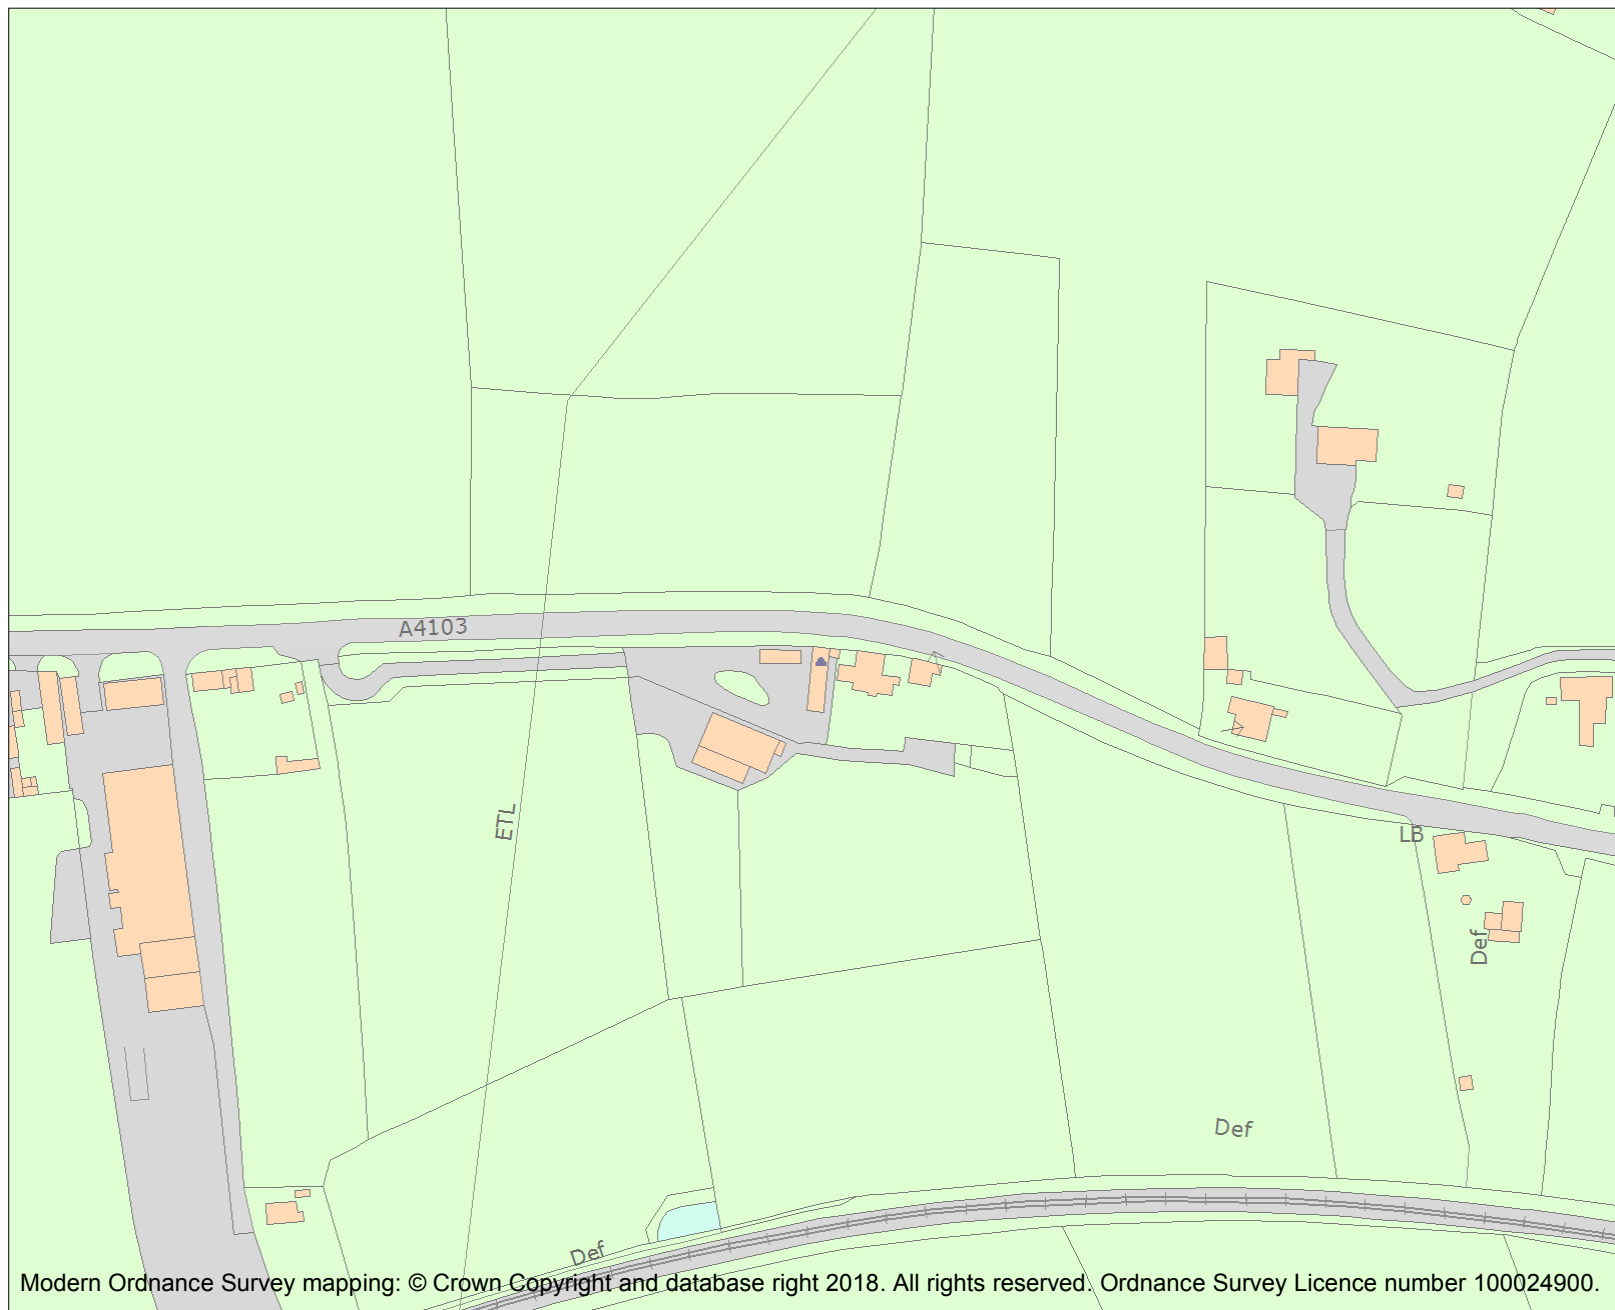 A4103
ETL
LB
Def
Def
Def
Modern Ordnance Survey mapping: © Crown Copyright and database right 2018. All rights reserved. Ordnance Survey Licence number 100024900.